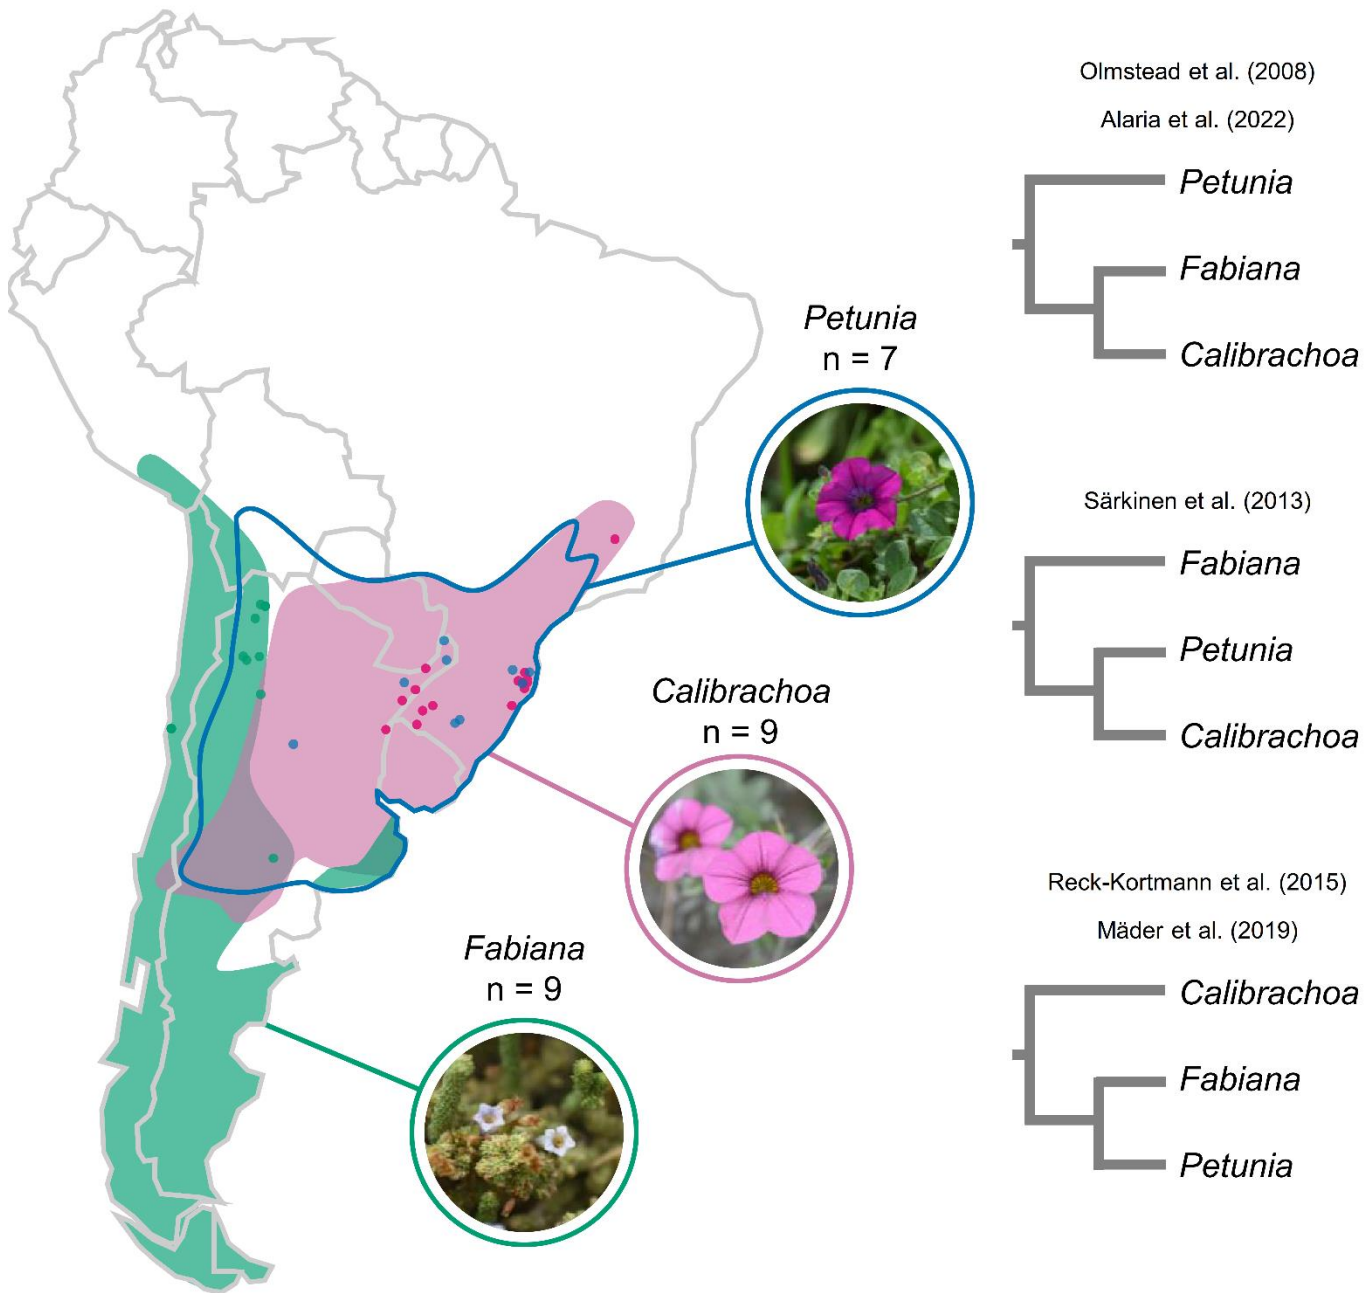 Petunia
n = 7
Calibrachoa
n = 9
Fabiana
n = 9
Olmstead et al. (2008)
Alaria et al. (2022)
Petunia
Fabiana
Calibrachoa
Särkinen et al. (2013)
Fabiana
Petunia
Calibrachoa
Reck-Kortmann et al. (2015)
Mäder et al. (2019)
Calibrachoa
Fabiana
Petunia